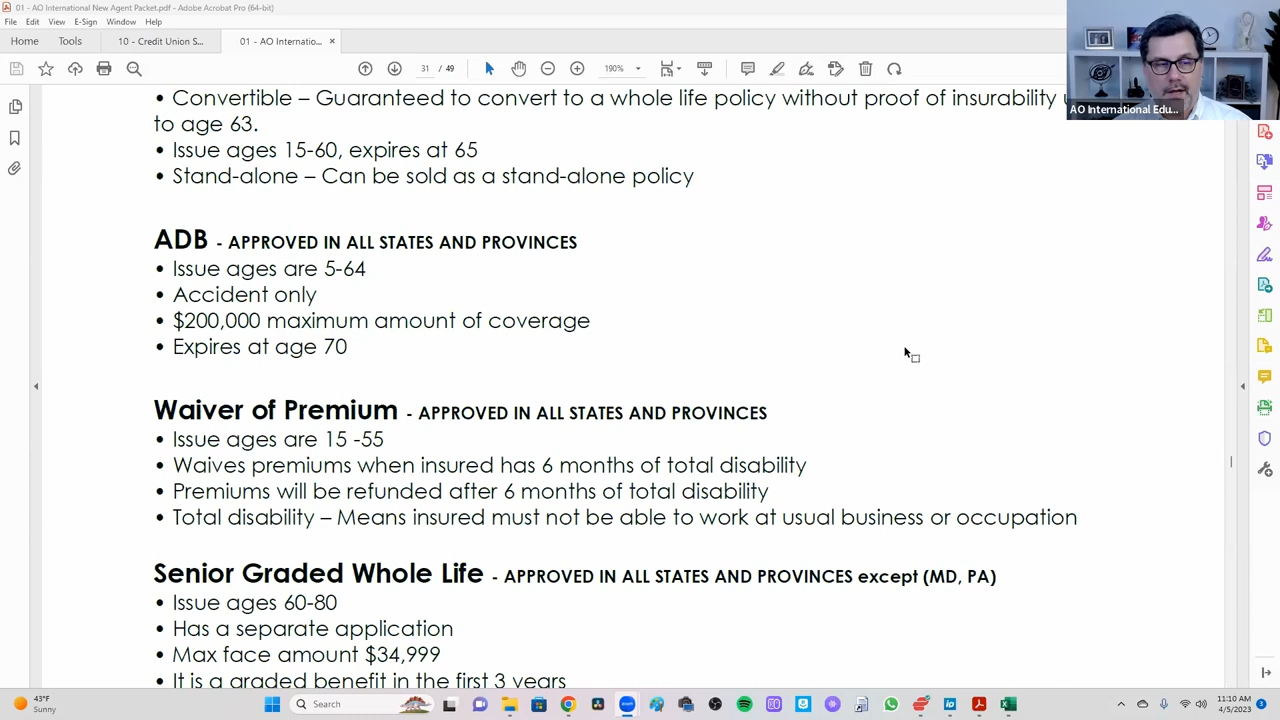 01 - AO International New Agent Packet.pdf - Adobe Acrobat Pro (64-bit)
File Edit View E-Sign Window Help
Home Tools 10 - Credit Union S... 01 - AO Internatio... ×
31 / 49 190%
AO International Edu...
• Convertible – Guaranteed to convert to a whole life policy without proof of insurability
to age 63.
• Issue ages 15-60, expires at 65
• Stand-alone – Can be sold as a stand-alone policy
ADB - APPROVED IN ALL STATES AND PROVINCES
• Issue ages are 5-64
• Accident only
• $200,000 maximum amount of coverage
• Expires at age 70
Waiver of Premium - APPROVED IN ALL STATES AND PROVINCES
• Issue ages are 15 -55
• Waives premiums when insured has 6 months of total disability
• Premiums will be refunded after 6 months of total disability
• Total disability – Means insured must not be able to work at usual business or occupation
Senior Graded Whole Life - APPROVED IN ALL STATES AND PROVINCES except (MD, PA)
• Issue ages 60-80
• Has a separate application
• Max face amount $34,999
• It is a graded benefit in the first 3 years
43°F
Sunny
Search
11:10 AM
4/5/2023